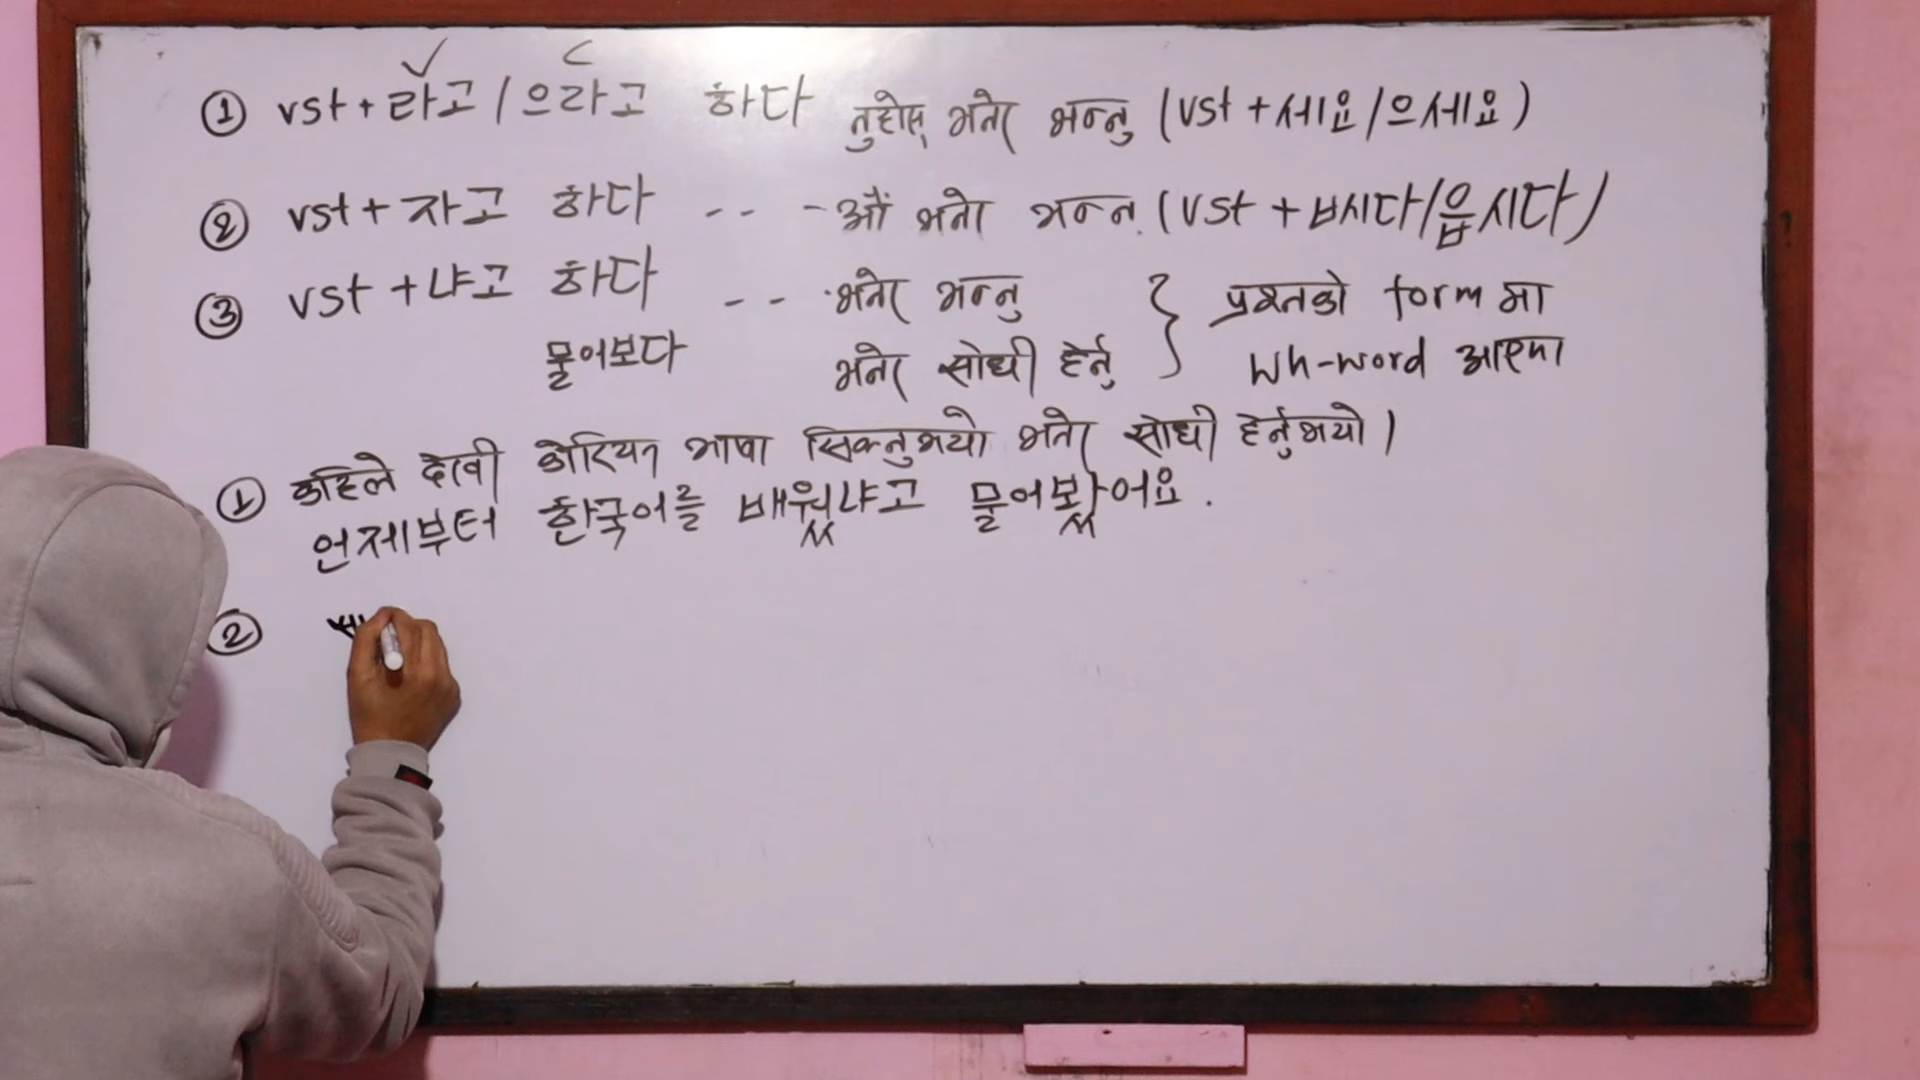 ① vst + 라고 / 으라고 하다 नुहोस् भनेर भन्नु (vst + 세요/으세요)
② vst + 자고 하다 - - - औं भनेर भन्नु (vst + ㅂ시다/읍시다)
③ vst + 냐고 하다 - - · भनेर भन्नु } प्रश्नको form मा
물어보다 भनेर सोधी हेर्नु wh-word आएमा
① कहिले देखी कोरियन भाषा सिक्नुभयो भनेर सोधी हेर्नुभयो।
언제부터 한국어를 배웠냐고 물어봤어요.
②